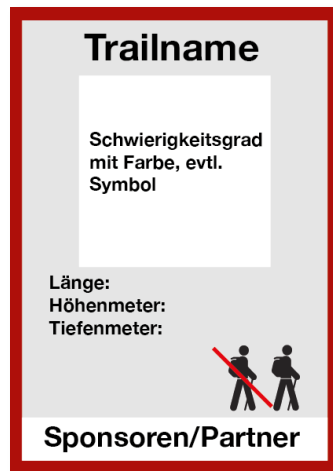 Trailname
Schwierigkeitsgrad
mit Farbe, evtl.
Symbol
Länge:
Höhenmeter:
Tiefenmeter:
Sponsoren/Partner